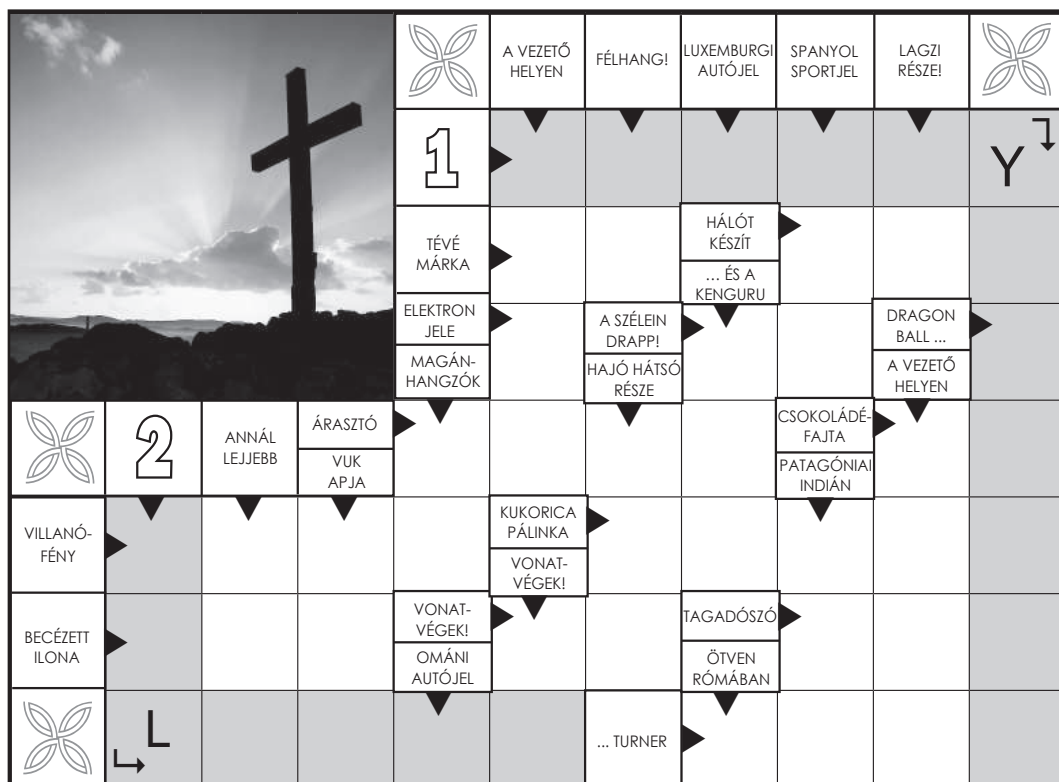 A VEZETŐ
HELYEN
FÉLHANG!
LUXEMBURGI
AUTÓJEL
SPANYOL
SPORTJEL
LAGZI
RÉSZE!
1
Y
TÉVÉ
MÁRKA
HÁLÓT
KÉSZÍT
... ÉS A
KENGURU
ELEKTRON
JELE
MAGÁN-
HANGZÓK
A SZÉLEIN
DRAPP!
HAJÓ HÁTSÓ
RÉSZE
DRAGON
BALL ...
A VEZETŐ
HELYEN
2
ANNÁL
LEJJEBB
ÁRASZTÓ
VUK
APJA
CSOKOLÁDÉ-
FAJTA
PATAGÓNIAI
INDIÁN
VILLANÓ-
FÉNY
KUKORICA
PÁLINKA
VONAT-
VÉGEK!
BECÉZETT
ILONA
VONAT-
VÉGEK!
OMÁNI
AUTÓJEL
TAGADÓSZÓ
ÖTVEN
RÓMÁBAN
L
... TURNER